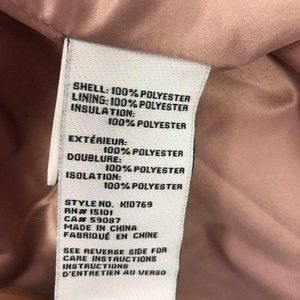 SHELL: 100% POLYESTER
LINING: 100% POLYESTER
INSULATION:
100% POLYESTER
EXTÉRIEUR:
100% POLYESTER
DOUBLURE:
100% POLYESTER
ISOLATION:
100% POLYESTER
STYLE NO. K10769
RN# 15101
CA# 59087
MADE IN CHINA
FABRIQUÉ EN CHINE
SEE REVERSE SIDE FOR
CARE INSTRUCTIONS
INSTRUCTIONS
D'ENTRETIEN AU VERSO